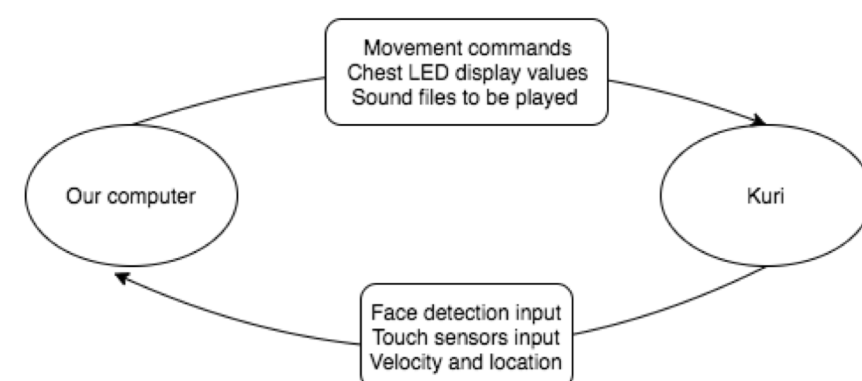 Movement commands
Chest LED display values
Sound files to be played
Our computer
Kuri
Face detection input
Touch sensors input
Velocity and location